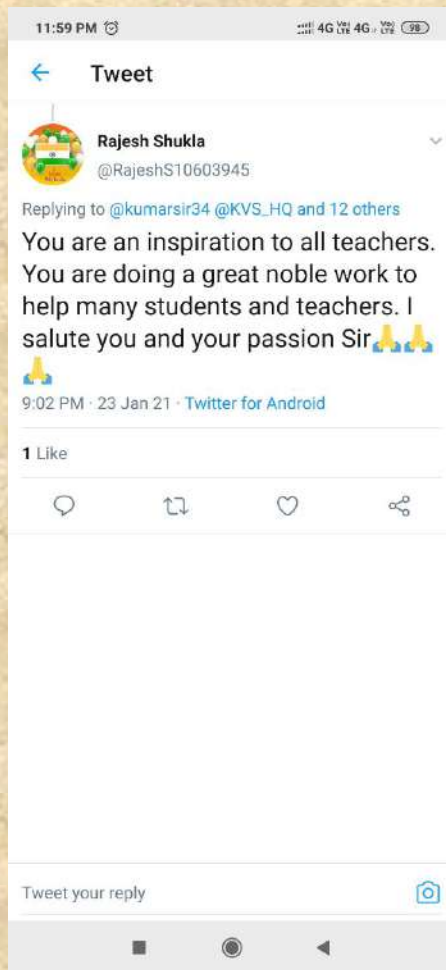 11:59 PM
4G 4G 98
Tweet
Rajesh Shukla
@RajeshS10603945
Replying to @kumarsir34 @KVS_HQ and 12 others
You are an inspiration to all teachers.
You are doing a great noble work to
help many students and teachers. I
salute you and your passion Sir🙏🙏
🙏
9:02 PM · 23 Jan 21 · Twitter for Android
1 Like
Tweet your reply